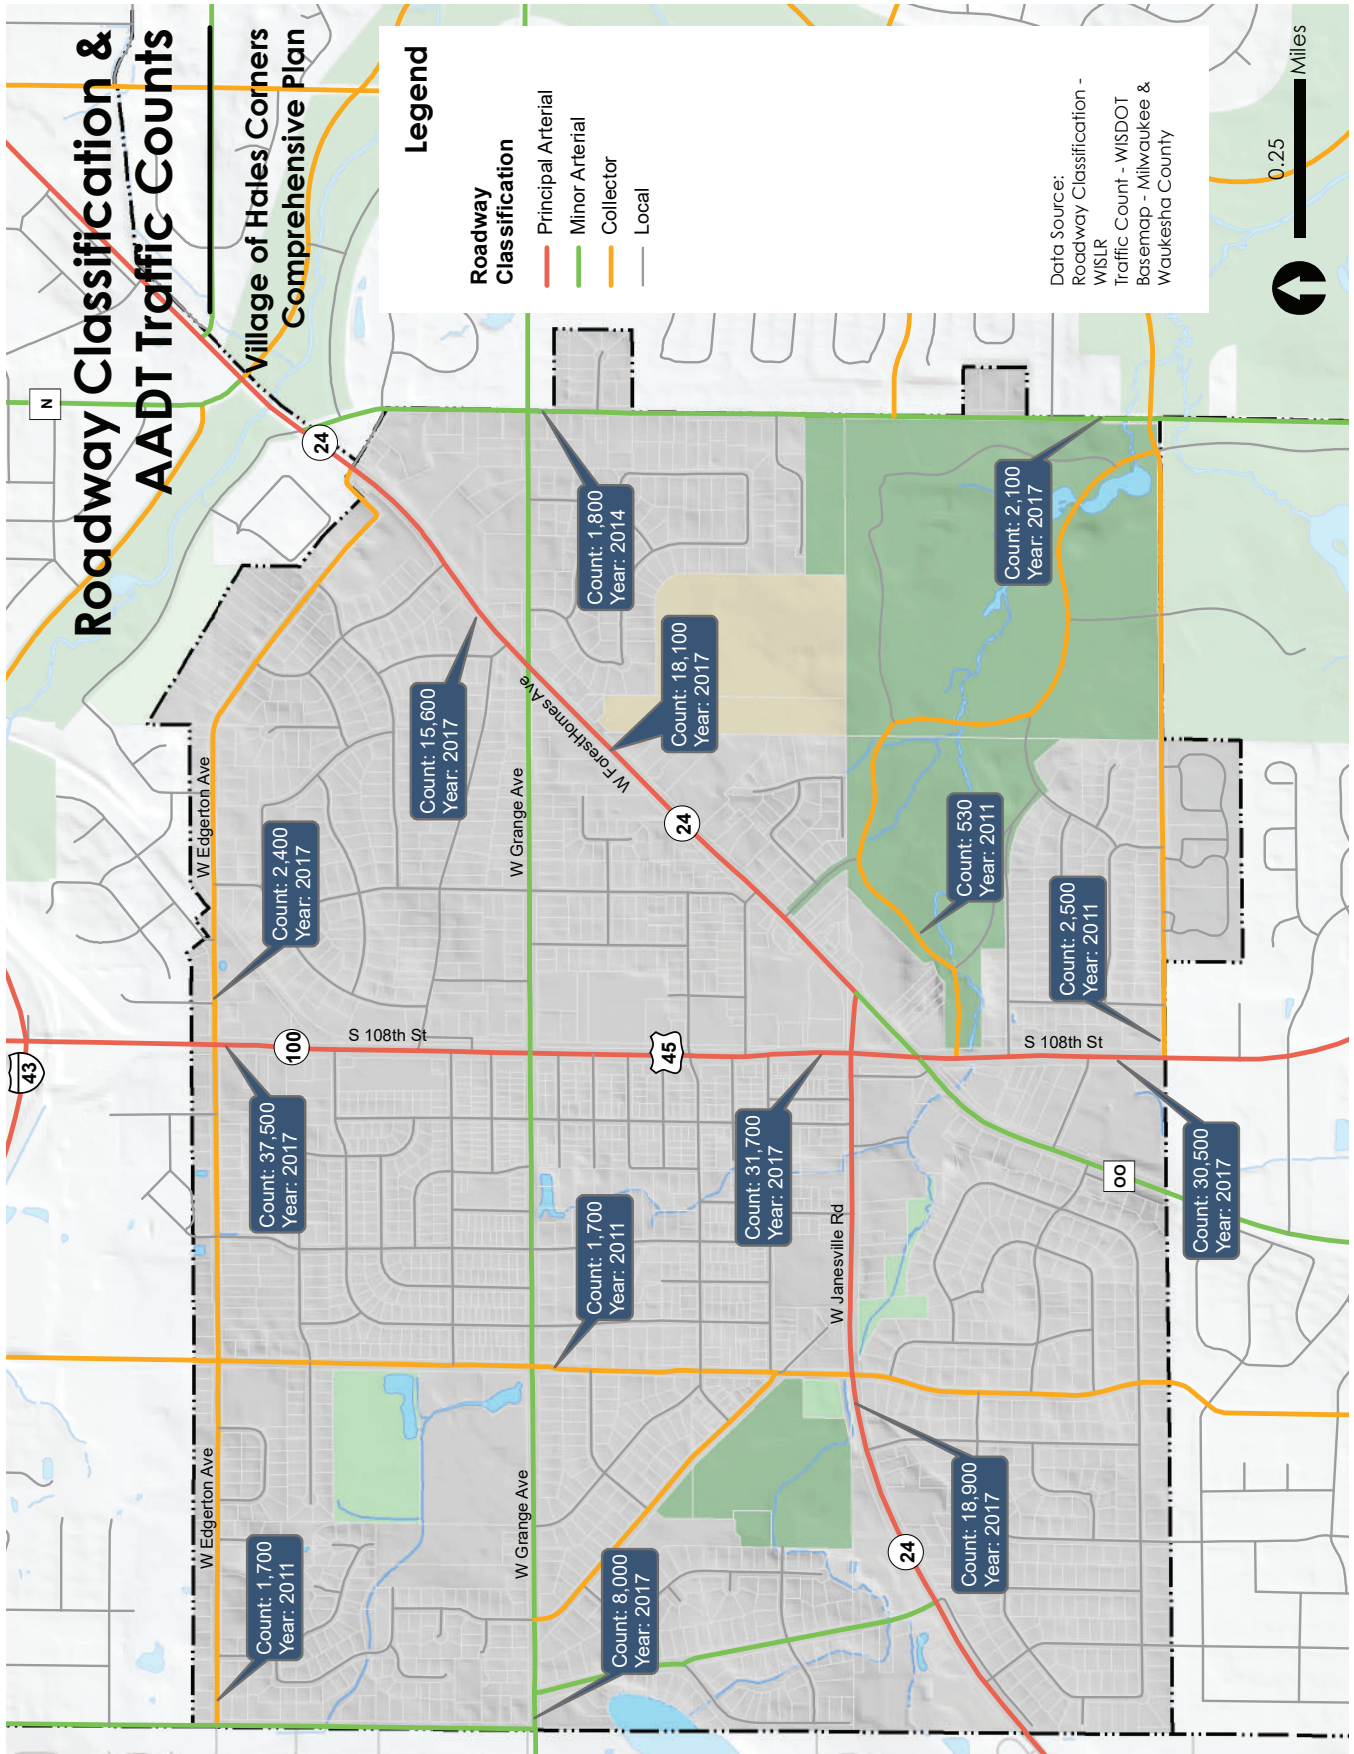 Roadway Classification &
AADT Traffic Counts
Village of Hales Corners
Comprehensive Plan
Legend
Roadway
Classification
Principal Arterial
Minor Arterial
Collector
Local
Data Source:
Roadway Classification -
WISLR
Traffic Count - WISDOT
Basemap - Milwaukee &
Waukesha County
0.25
Miles
N
24
43
W Edgerton Ave
W Edgerton Ave
Count: 1,700
Year: 2011
Count: 37,500
Year: 2017
Count: 2,400
Year: 2017
100
S 108th St
Count: 15,600
Year: 2017
W Grange Ave
W Grange Ave
Count: 8,000
Year: 2017
Count: 1,700
Year: 2011
Count: 1,800
Year: 2014
W ForestHomes Ave
Count: 18,100
Year: 2017
45
24
Count: 31,700
Year: 2017
W Janesville Rd
24
Count: 18,900
Year: 2017
Count: 530
Year: 2011
Count: 2,100
Year: 2017
S 108th St
Count: 2,500
Year: 2011
OO
Count: 30,500
Year: 2017